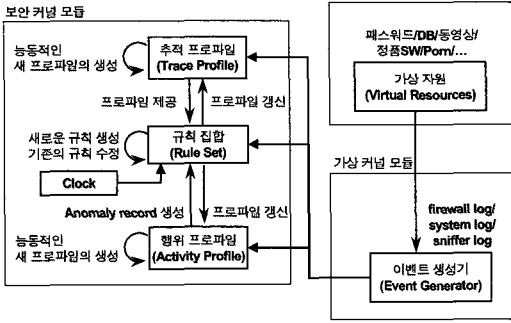 보안 커널 모듈
능동적인
새 프로파일의 생성
추적 프로파일
(Trace Profile)
프로파일 제공
프로파일 갱신
새로운 규칙 생성
기존의 규칙 수정
규칙 집합
(Rule Set)
Clock
Anomaly record 생성
프로파일 갱신
능동적인
새 프로파일의 생성
행위 프로파일
(Activity Profile)
패스워드/DB/동영상/
정품SW/Porn/...
가상 자원
(Virtual Resources)
가상 커널 모듈
firewall log/
system log/
sniffer log
이벤트 생성기
(Event Generator)